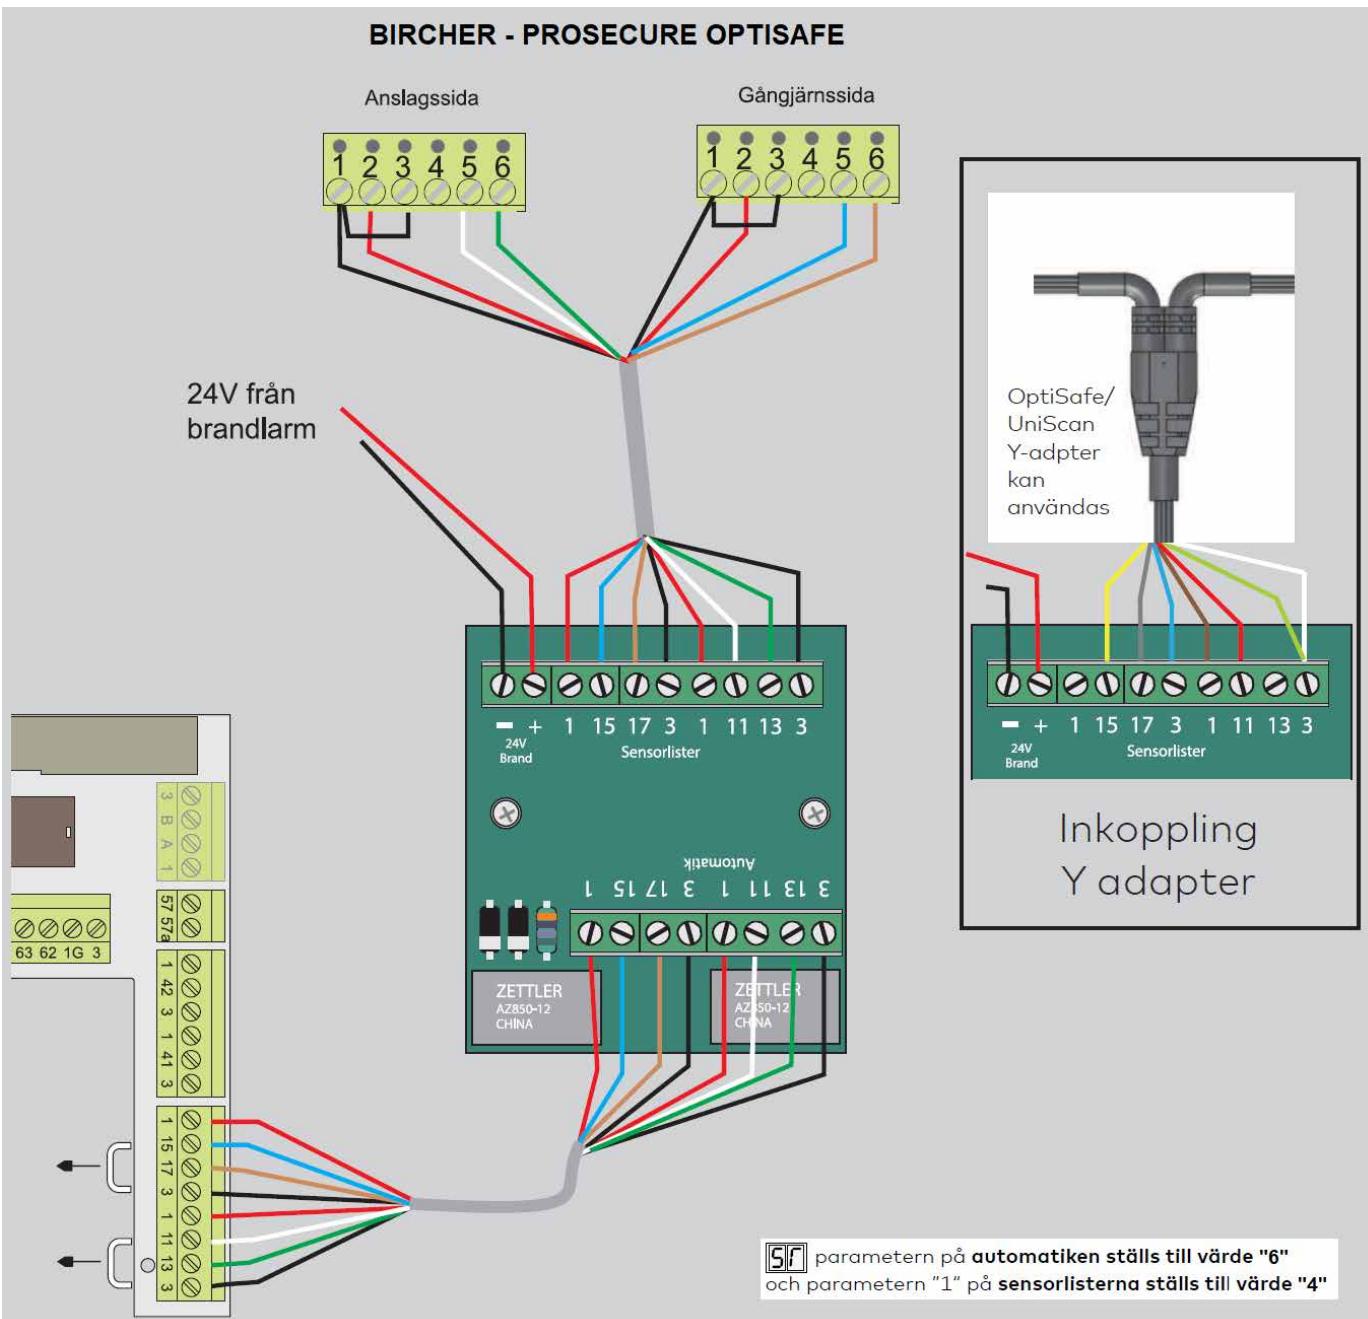 BIRCHER - PROSECURE OPTISAFE
Anslagssida
Gångjärnssida
1 2 3 4 5 6
1 2 3 4 5 6
24V från
brandlarm
OptiSafe/
UniScan
Y-adpter
kan
användas
- + 1 15 17 3 1 11 13 3
24V
Brand
Sensorlister
- + 1 15 17 3 1 11 13 3
24V
Brand
Sensorlister
Inkoppling
Y adapter
Automatik
1 15 17 3 1 11 13 3
ZETTLER
AZ850-12
CHINA
ZETTLER
AZ850-12
CHINA
3
B
A
1
57
57a
63 62 1G 3
1
42
3
1
41
3
1
15
17
3
1
11
13
3
Sr parametern på automatiken ställs till värde "6"
och parametern "1" på sensorlisterna ställs till värde "4"